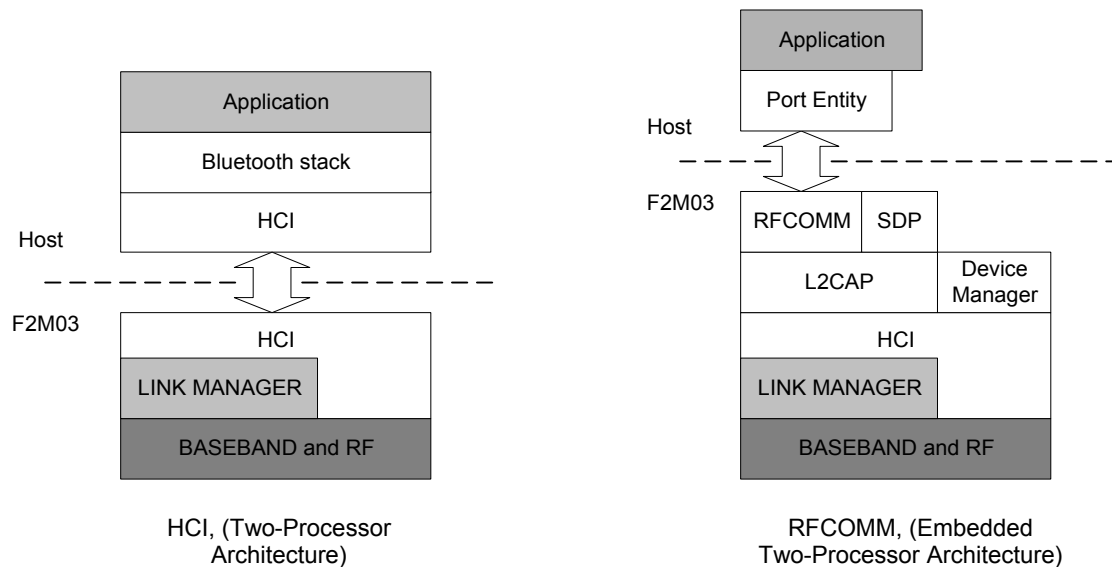 Application
Bluetooth stack
HCI
Host
F2M03
HCI
LINK MANAGER
BASEBAND and RF
HCI, (Two-Processor
Architecture)
Application
Port Entity
Host
F2M03
RFCOMM
SDP
L2CAP
Device
Manager
HCI
LINK MANAGER
BASEBAND and RF
RFCOMM, (Embedded
Two-Processor Architecture)